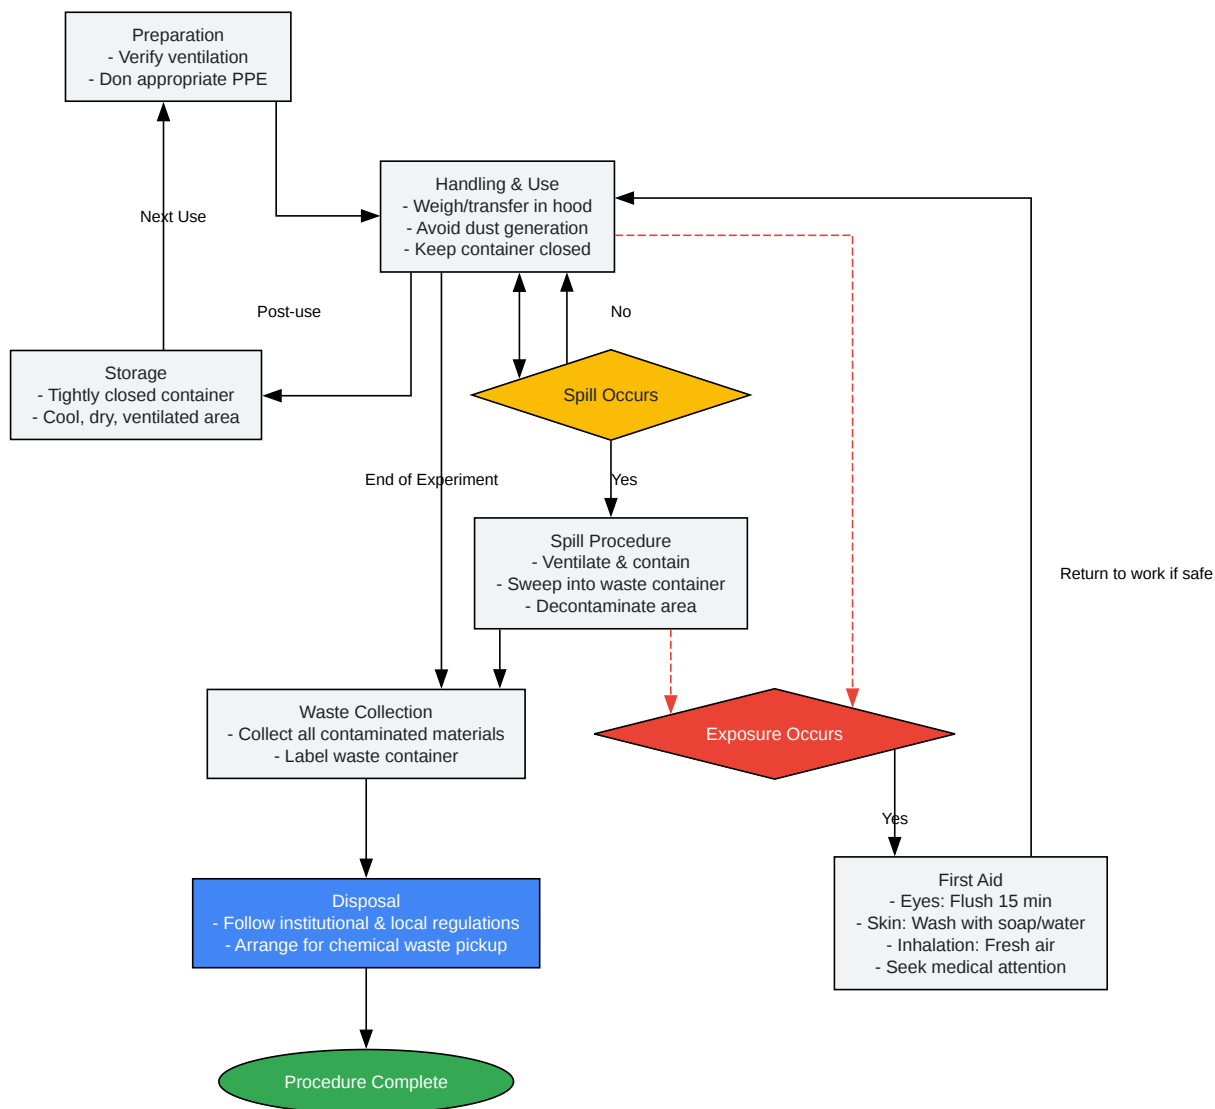 Preparation
- Verify ventilation
- Don appropriate PPE
Handling & Use
- Weigh/transfer in hood
- Avoid dust generation
- Keep container closed
Next Use
Post-use
No
Storage
- Tightly closed container
- Cool, dry, ventilated area
Spill Occurs
End of Experiment
Yes
Spill Procedure
- Ventilate & contain
- Sweep into waste container
- Decontaminate area
Return to work if safe
Waste Collection
- Collect all contaminated materials
- Label waste container
Exposure Occurs
Yes
Disposal
- Follow institutional & local regulations
- Arrange for chemical waste pickup
First Aid
- Eyes: Flush 15 min
- Skin: Wash with soap/water
- Inhalation: Fresh air
- Seek medical attention
Procedure Complete